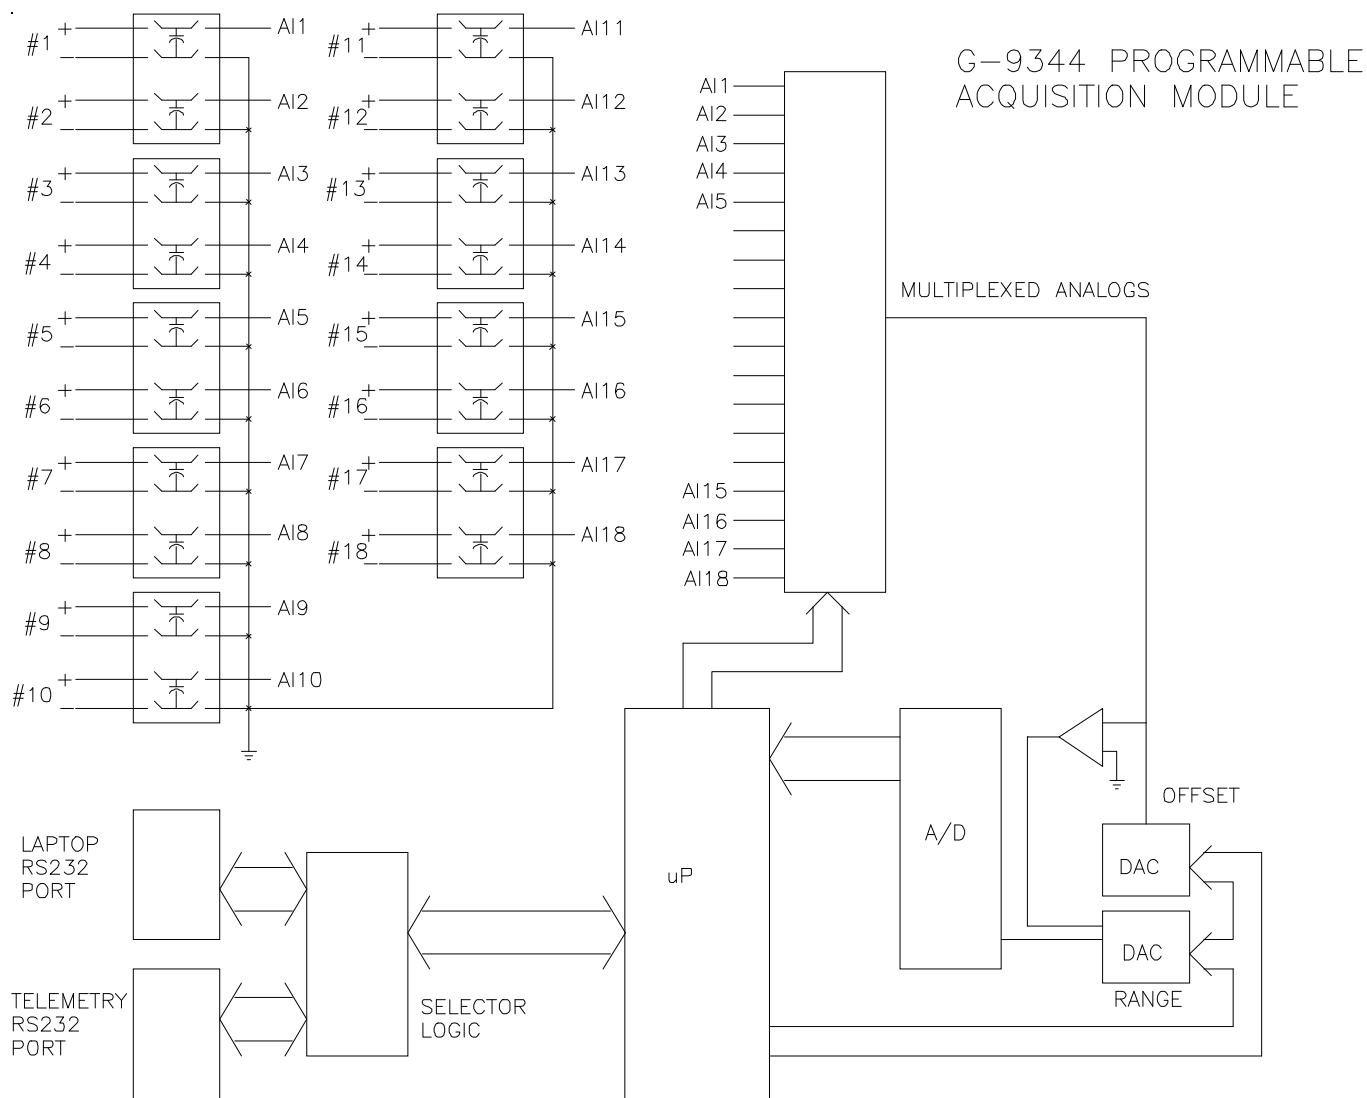 G-9344 PROGRAMMABLE
ACQUISITION MODULE
#1 + - AI1
#2 + - AI2
#3 + - AI3
#4 + - AI4
#5 + - AI5
#6 + - AI6
#7 + - AI7
#8 + - AI8
#9 + - AI9
#10 + - AI10
#11 + - AI11
#12 + - AI12
#13 + - AI13
#14 + - AI14
#15 + - AI15
#16 + - AI16
#17 + - AI17
#18 + - AI18
AI1
AI2
AI3
AI4
AI5
AI15
AI16
AI17
AI18
MULTIPLEXED ANALOGS
OFFSET
DAC
DAC
RANGE
A/D
uP
LAPTOP
RS232
PORT
TELEMETRY
RS232
PORT
SELECTOR
LOGIC